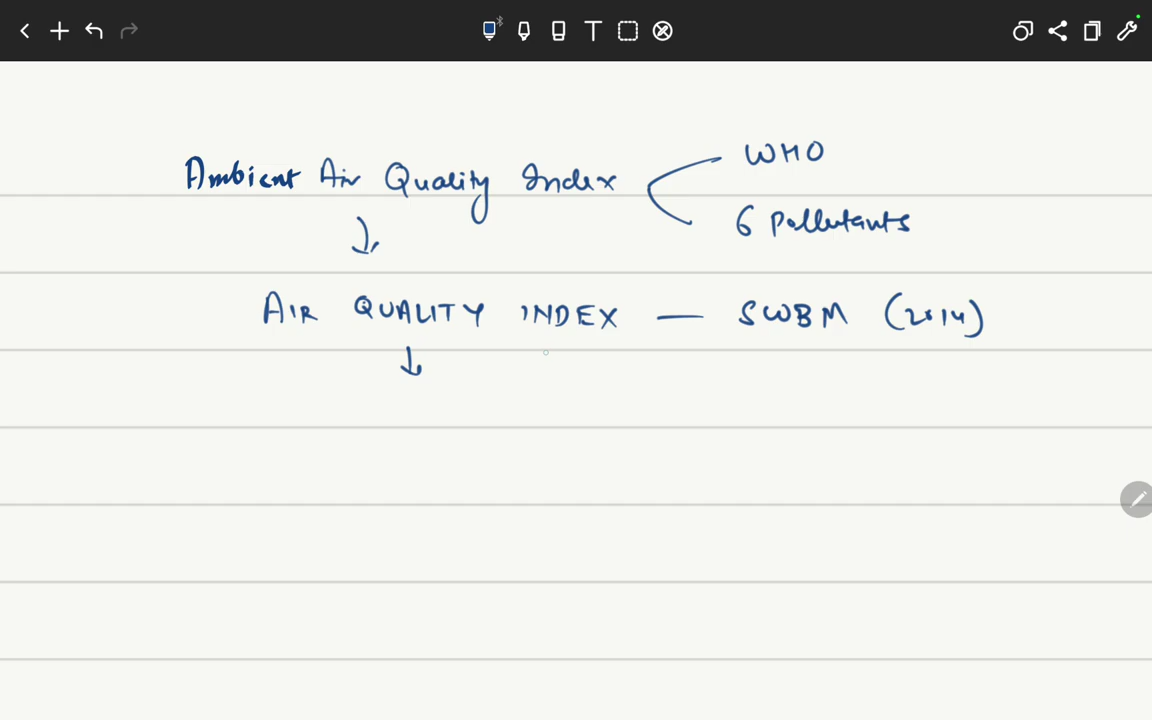 Ambient Air Quality Index
WHO
6 Pollutants
AIR QUALITY INDEX — SWBM (2014)